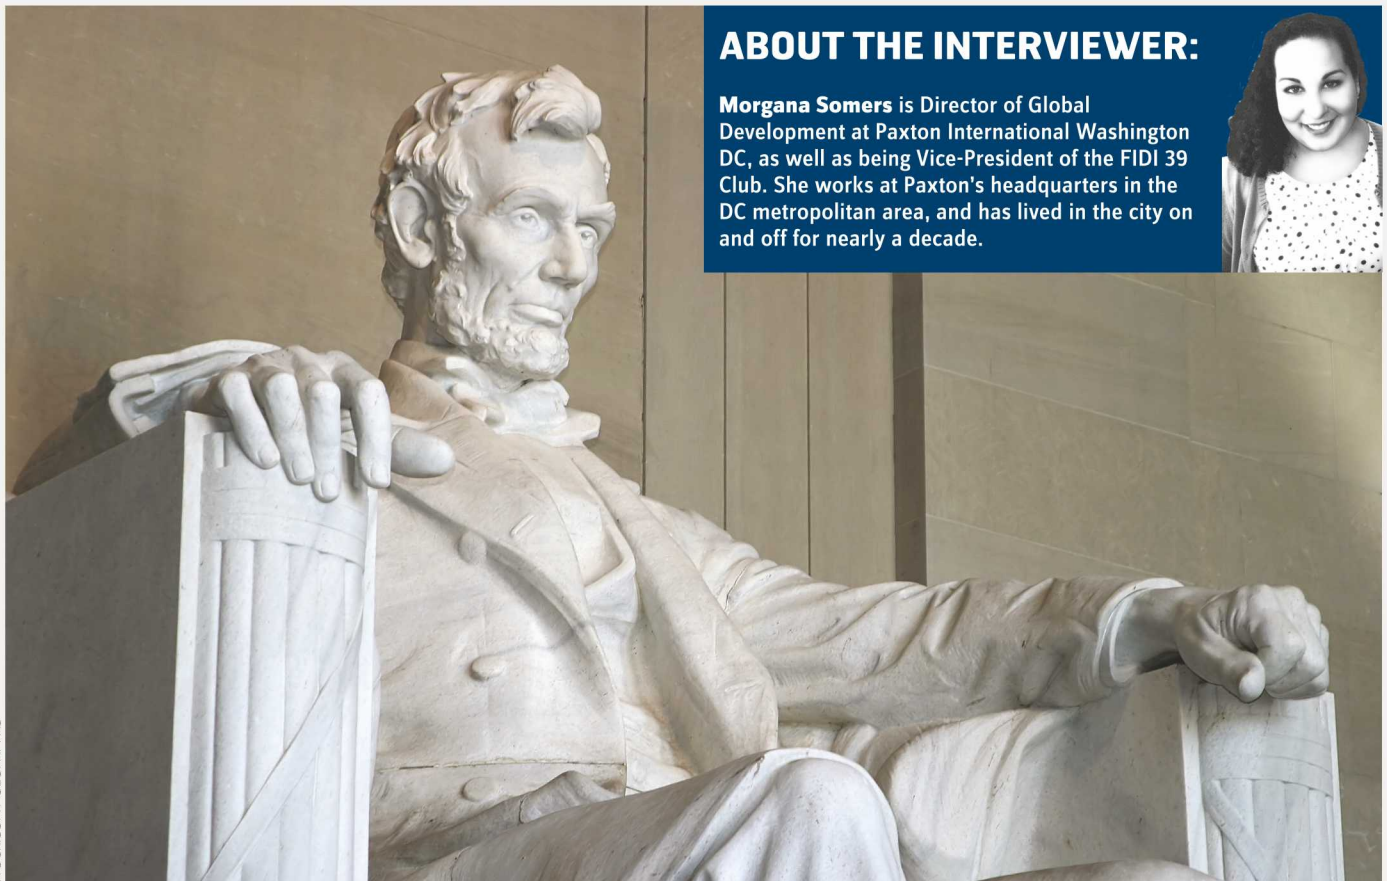 ABOUT THE INTERVIEWER:
Morgana Somers is Director of Global
Development at Paxton International Washington
DC, as well as being Vice-President of the FIDI 39
Club. She works at Paxton's headquarters in the
DC metropolitan area, and has lived in the city on
and off for nearly a decade.